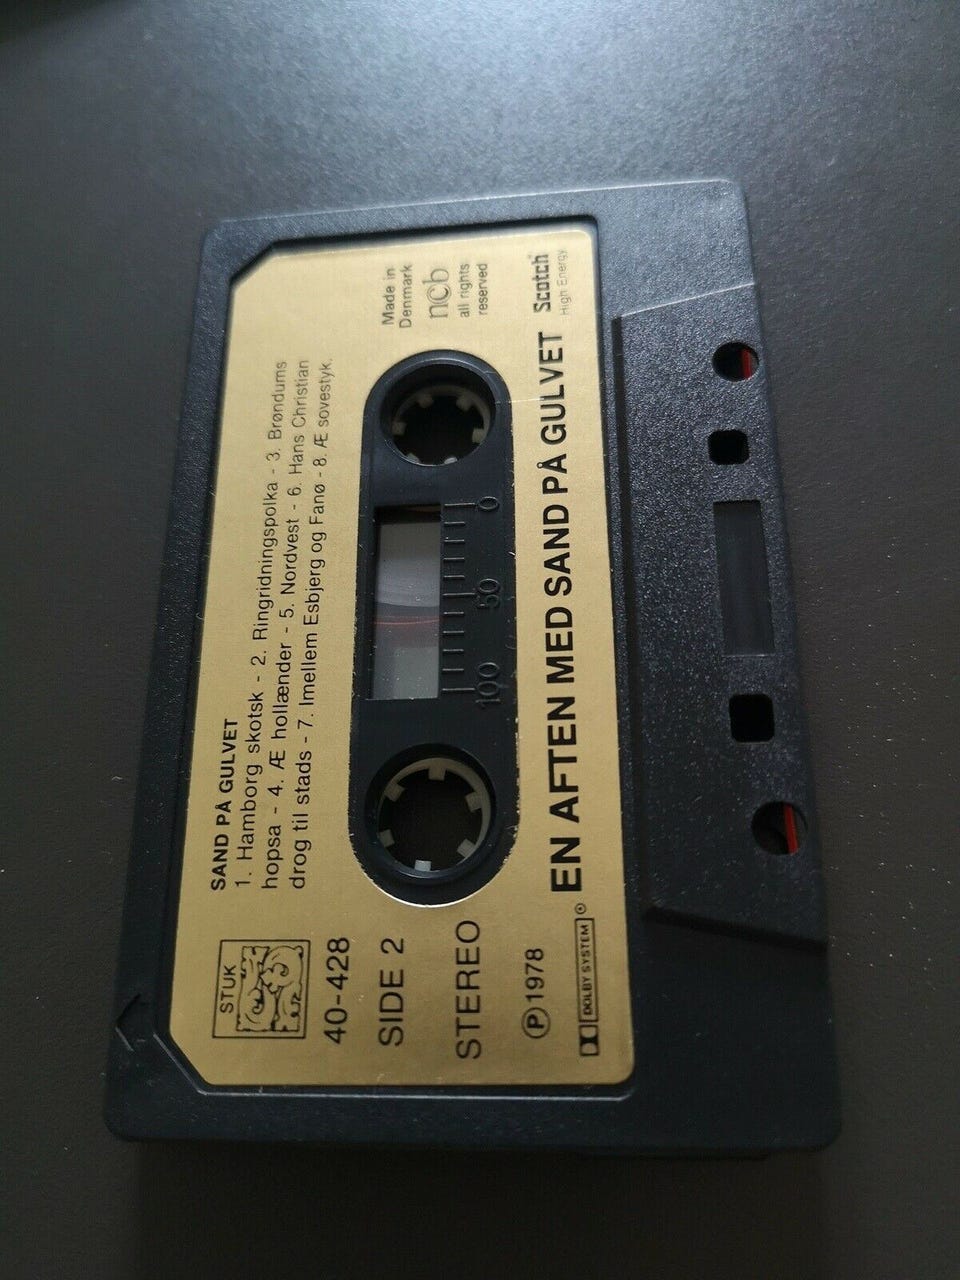 SAND PÅ GULVET
1. Hamborg skotsk - 2. Ringridningspolka - 3. Brøndums
hopsa - 4. Æ hollænder - 5. Nordvest - 6. Hans Christian
drog til stads - 7. Imellem Esbjerg og Fanø - 8. Æ sovestyk.
STUK
40-428
SIDE 2
STEREO
Ⓟ 1978
DOLBY SYSTEM ®
Made in
Denmark
n©b
all rights
reserved
100 50 0
EN AFTEN MED SAND PÅ GULVET
Scotch
High Energy